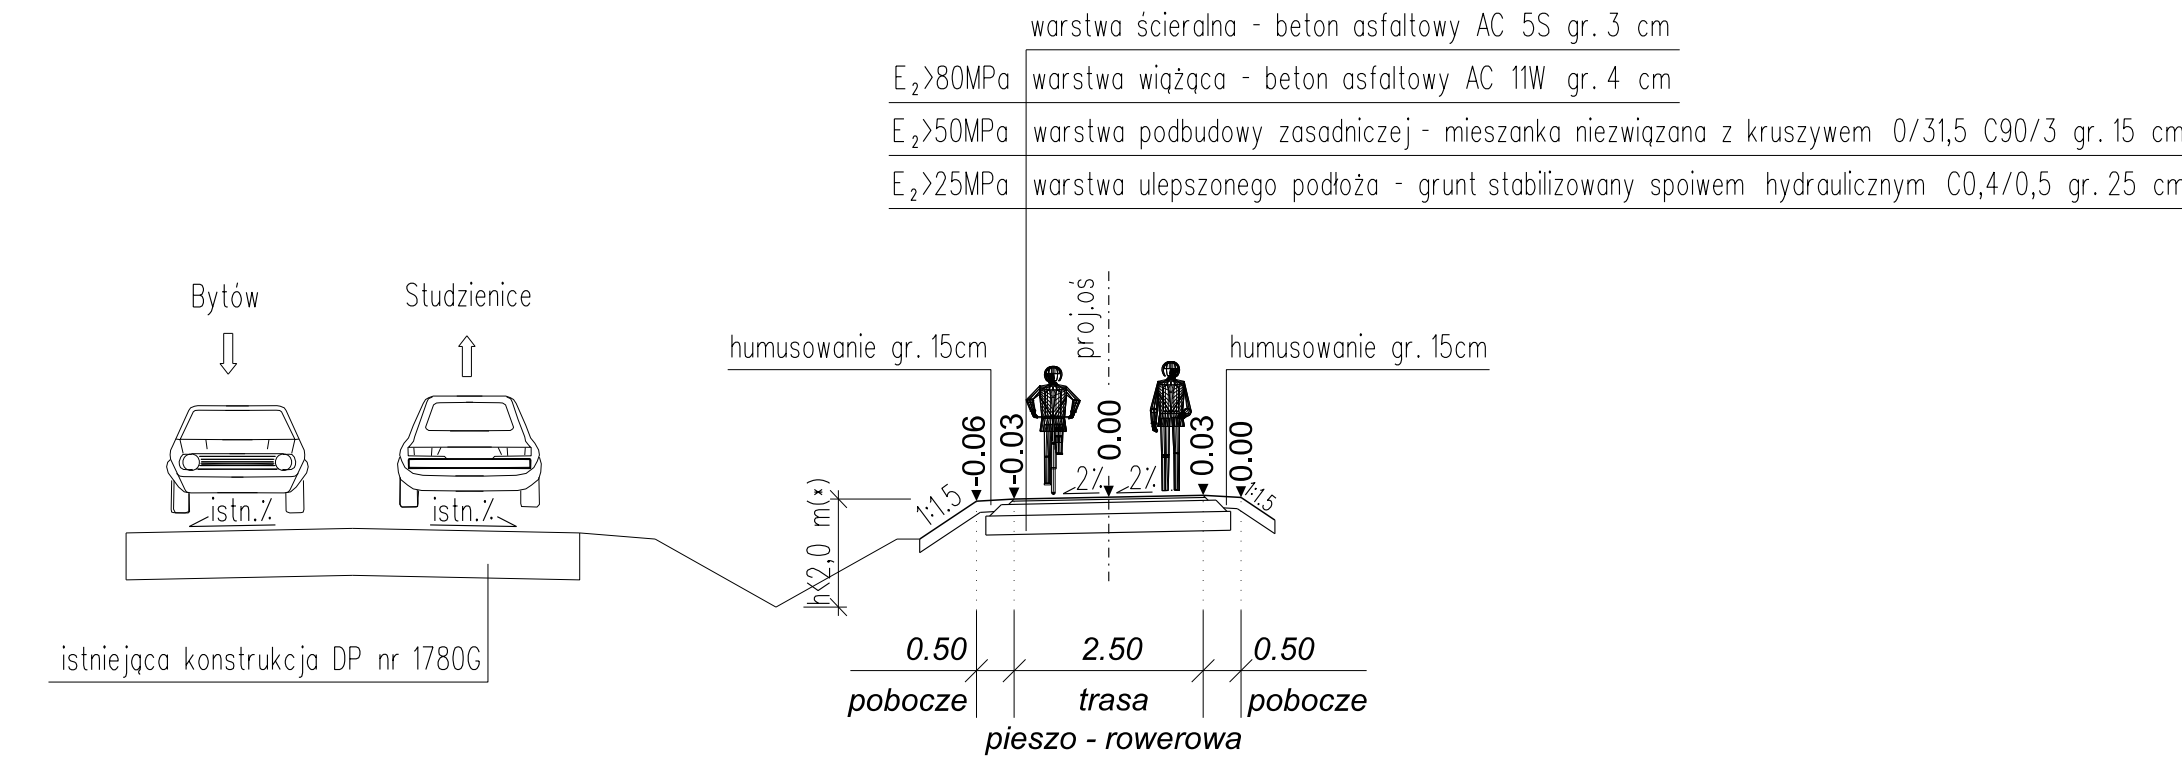 warstwa ścieralna - beton asfaltowy AC 5S gr. 3 cm
E₂>80MPa warstwa wiążąca - beton asfaltowy AC 11W gr. 4 cm
E₂>50MPa warstwa podbudowy zasadniczej - mieszanka niezwiązana z kruszywem 0/31,5 C90/3 gr. 15 cm
E₂>25MPa warstwa ulepszonego podłoża - grunt stabilizowany spoiwem hydraulicznym C0,4/0,5 gr. 25 cm
Bytów
Studzienice
proj.oś
humusowanie gr. 15cm
humusowanie gr. 15cm
-0.06
-0.03
0.00
0.03
0.00
2%
2%
1:1.5
1:1.5
istn.%
istn.%
h<2,0 m(*)
istniejąca konstrukcja DP nr 1780G
0.50
2.50
0.50
pobocze
trasa
pobocze
pieszo - rowerowa